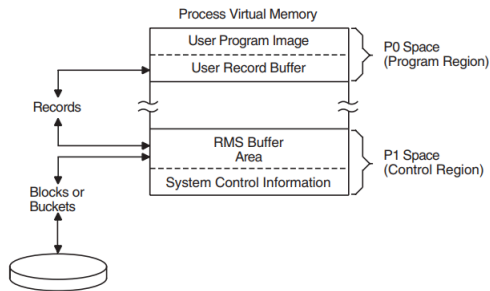 Process Virtual Memory
User Program Image
User Record Buffer
P0 Space
(Program Region)
Records
RMS Buffer
Area
System Control Information
P1 Space
(Control Region)
Blocks or
Buckets